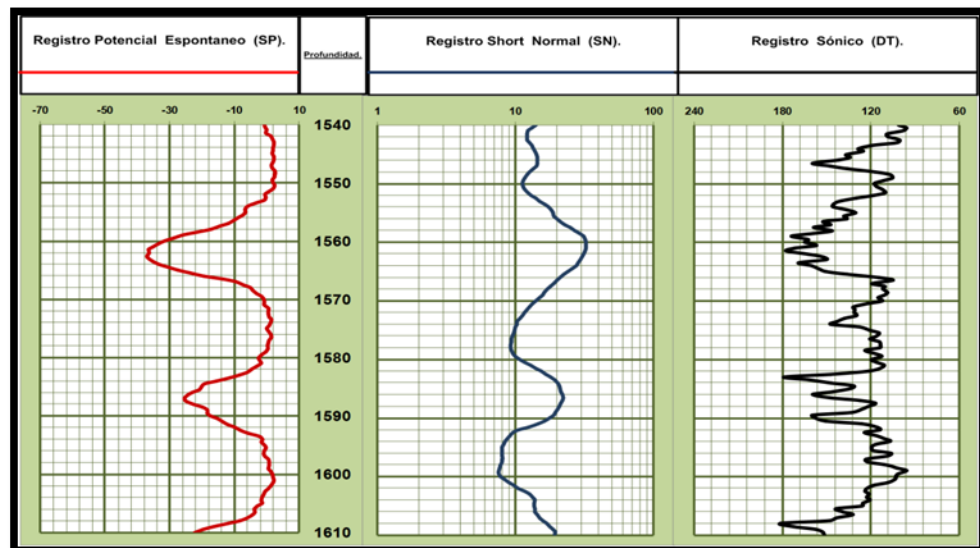 Registro Potencial Espontaneo (SP).
Profundidad.
Registro Short Normal (SN).
Registro Sónico (DT).
-70 -30 -30 -10 10
1 10 100
240 180 120 60
1540
1550
1560
1570
1580
1590
1600
1610